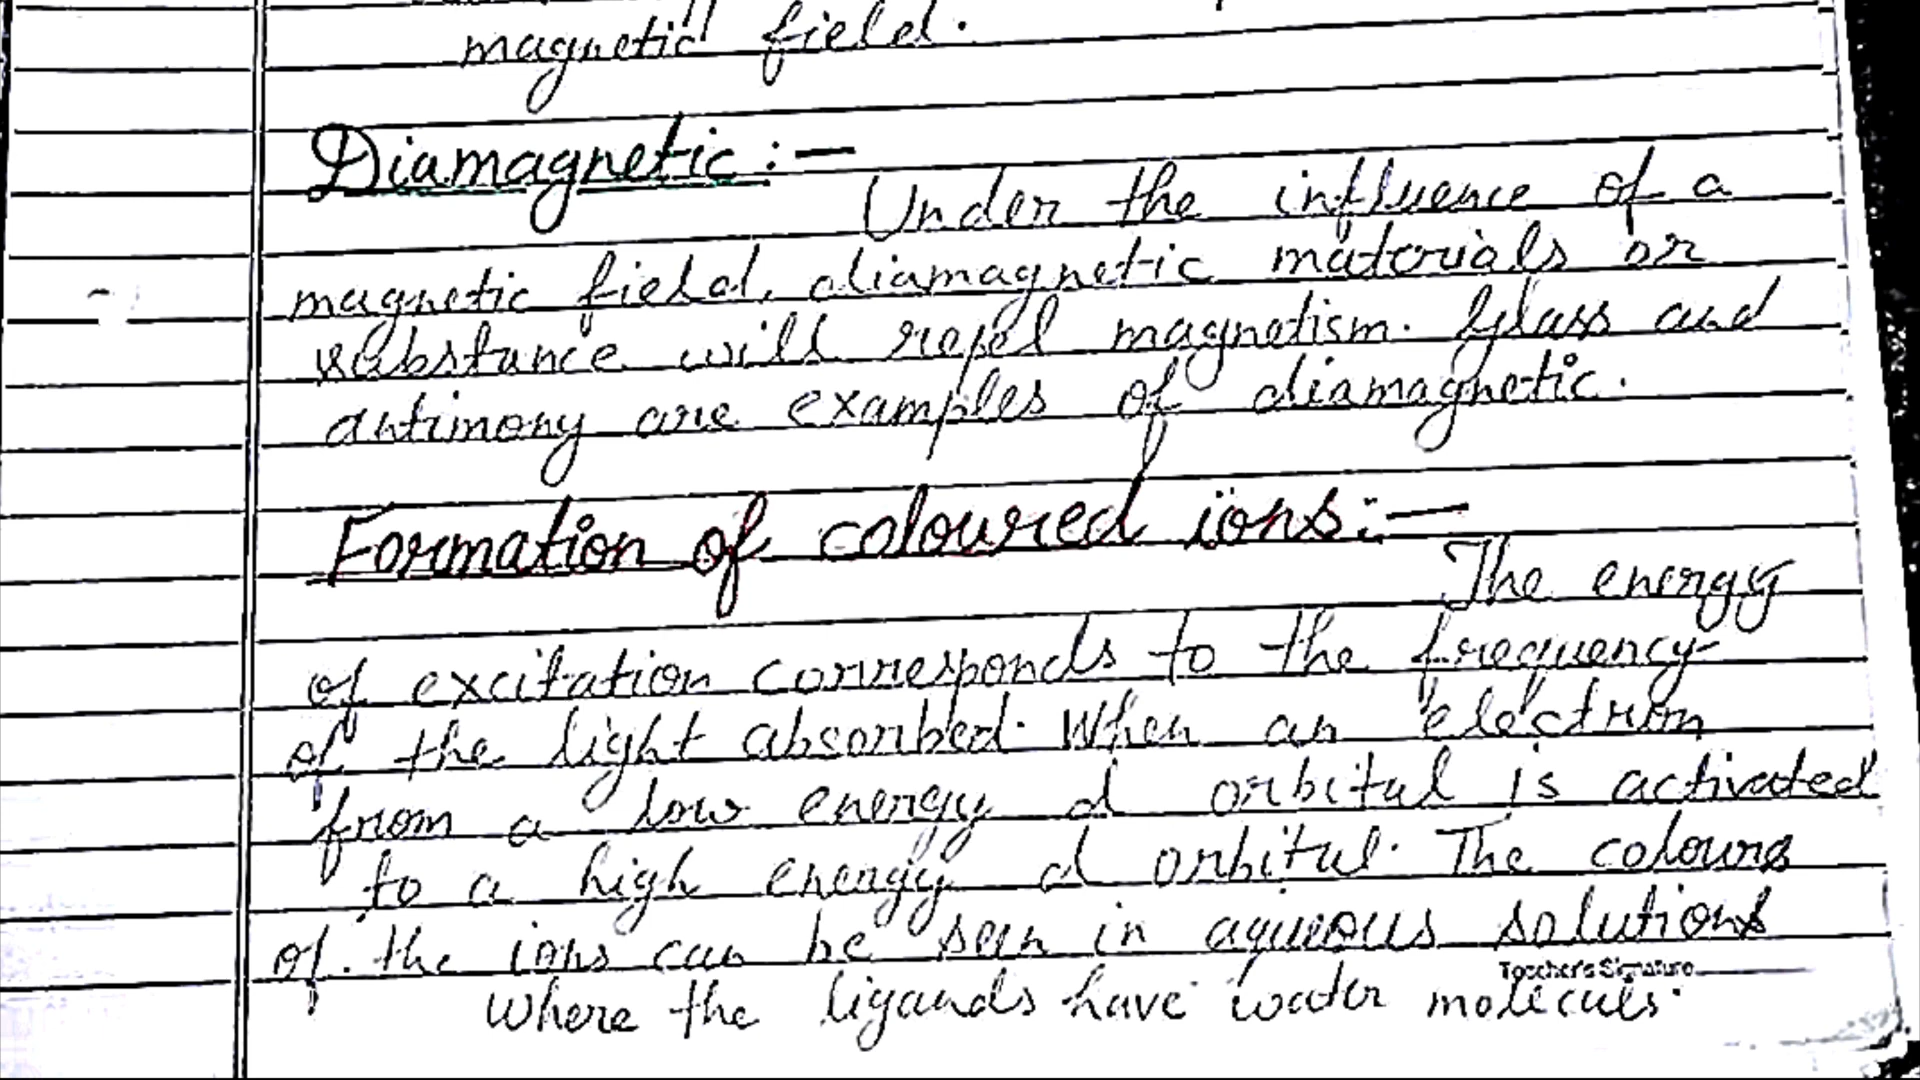 magnetic field.
Diamagnetic:—
Under the influence of a
magnetic field, diamagnetic materials or
substance will repel magnetism. Glass and
antimony are examples of diamagnetic.
Formation of coloured ions:—
The energy
of excitation corresponds to the frequency
of the light absorbed. When an electron
from a low energy d orbital is activated
to a high energy d orbital. The colours
of the ions can be seen in aqueous solutions
Teacher's Signature
where the ligands have water molecules.